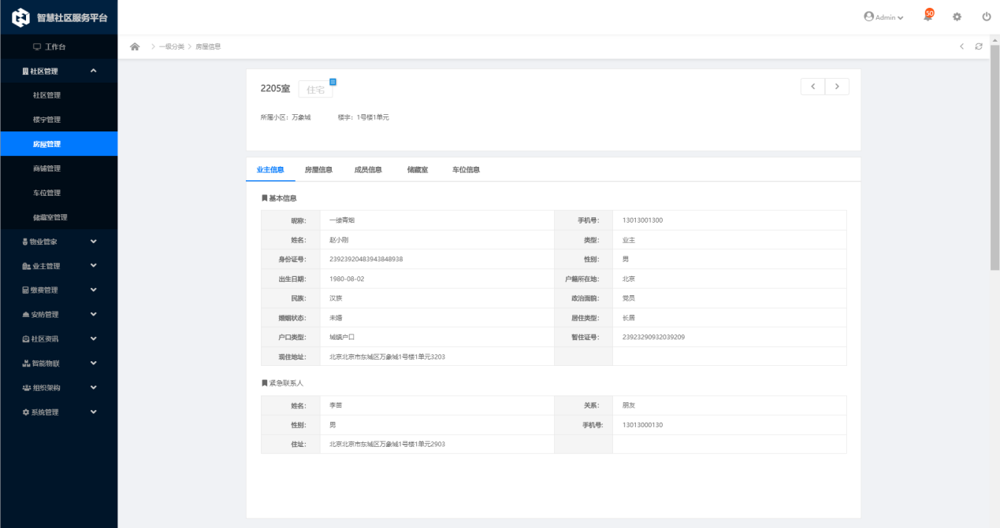 智慧社区服务平台
Admin
50
工作台
一级分类 > 房屋信息
社区管理
社区管理
楼宇管理
房屋管理
商铺管理
车位管理
储藏室管理
物业管家
业主管理
缴费管理
安防管理
社区资讯
智能物联
组织架构
系统管理
2205室 住宅
所属小区：万象城 楼宇：1号楼1单元
业主信息 房屋信息 成员信息 储藏室 车位信息
基本信息
昵称： 一缕青烟 手机号： 13013001300
姓名： 赵小刚 类型： 业主
身份证号： 2392392048394384893​8 性别： 男
出生日期： 1980-08-02 户籍所在地： 北京
民族： 汉族 政治面貌： 党员
婚姻状态： 未婚 居住类型： 长居
户口类型： 城镇户口 暂住证号： 23923290932039209
现住地址： 北京北京市东城区万象城1号楼1单元3203
紧急联系人
姓名： 李苗 关系： 朋友
性别： 男 手机号： 13013000130
住址： 北京北京市东城区万象城1号楼1单元2903